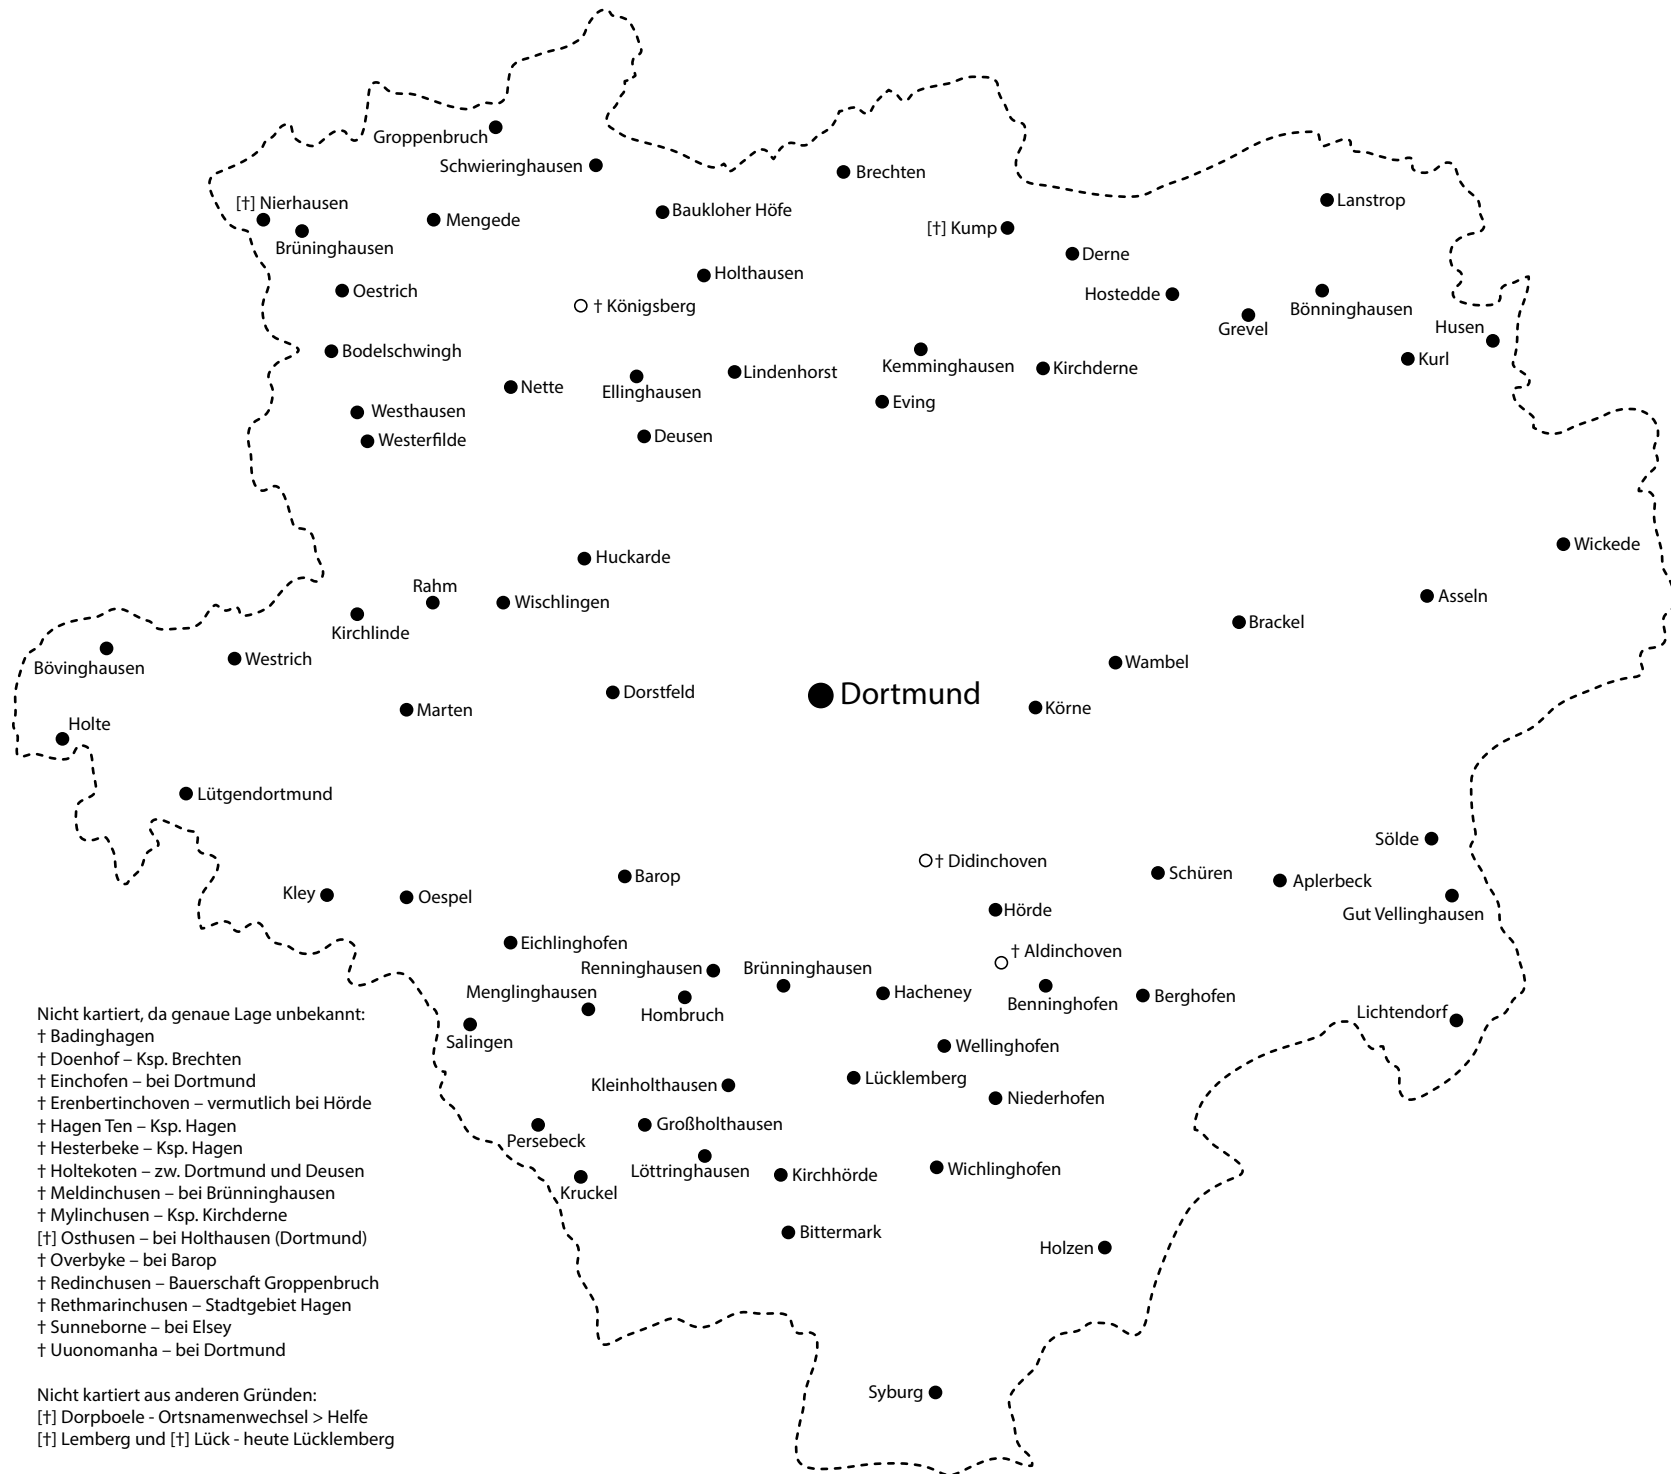 Groppenbruch
Schwieringhausen
Brechten
[†] Nierhausen
Lanstrop
Baukloher Höfe
Mengede
[†] Kump
Brüninghausen
Derne
Holthausen
Oestrich
Hostedde
† Königsberg
Bönninghausen
Grevel
Husen
Bodelschwingh
Kurl
Kemminghausen
Kirchderne
Lindenhorst
Nette
Ellinghausen
Eving
Westhausen
Deusen
Westerfilde
Wickede
Huckarde
Rahm
Asseln
Wischlingen
Brackel
Kirchlinde
Westrich
Wambel
Bövinghausen
Dorstfeld
Dortmund
Körne
Marten
Holte
Lütgendortmund
Sölde
† Didinchoven
Schüren
Barop
Aplerbeck
Kley
Oespel
Hörde
Gut Vellinghausen
Eichlinghofen
† Aldinchoven
Renninghausen
Brünninghausen
Menglinghausen
Hacheney
Berghofen
Benninghofen
Hombruch
Lichtendorf
Salingen
Wellinghofen
Lücklemberg
Kleinholthausen
Niederhofen
Großholthausen
Persebeck
Löttringhausen
Wichlinghofen
Kirchhörde
Kruckel
Bittermark
Holzen
Syburg
Nicht kartiert, da genaue Lage unbekannt:
† Badinghagen
† Doenhof – Ksp. Brechten
† Einchofen – bei Dortmund
† Erenbertinchoven – vermutlich bei Hörde
† Hagen Ten – Ksp. Hagen
† Hesterbeke – Ksp. Hagen
† Holtekoten – zw. Dortmund und Deusen
† Meldinchusen – bei Brünninghausen
† Mylinchusen – Ksp. Kirchderne
[†] Osthusen – bei Holthausen (Dortmund)
† Overbyke – bei Barop
† Redinchusen – Bauerschaft Groppenbruch
† Rethmarinchusen – Stadtgebiet Hagen
† Sunneborne – bei Elsey
† Uuonomanha – bei Dortmund
Nicht kartiert aus anderen Gründen:
[†] Dorpboele - Ortsnamenwechsel > Helfe
[†] Lemberg und [†] Lück - heute Lücklemberg